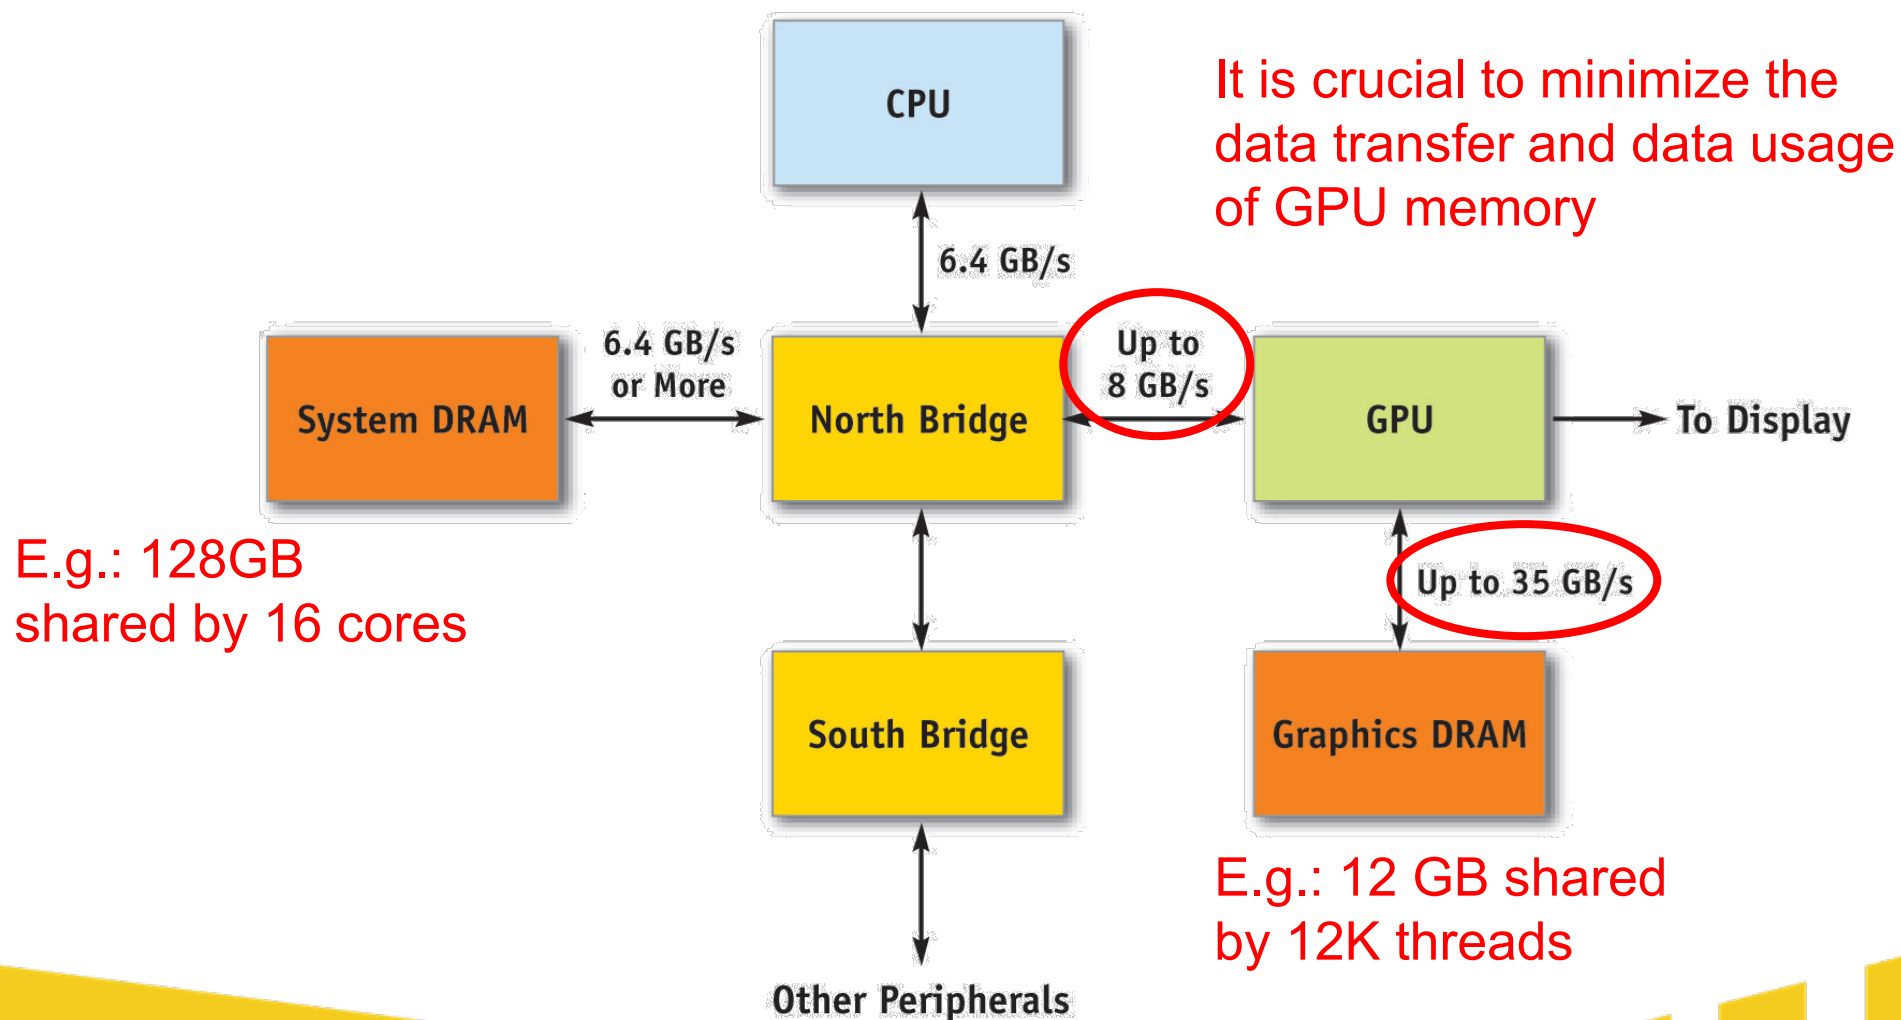 CPU
It is crucial to minimize the
data transfer and data usage
of GPU memory
6.4 GB/s
6.4 GB/s
or More
Up to
8 GB/s
System DRAM
North Bridge
GPU
To Display
E.g.: 128GB
shared by 16 cores
Up to 35 GB/s
South Bridge
Graphics DRAM
E.g.: 12 GB shared
by 12K threads
Other Peripherals